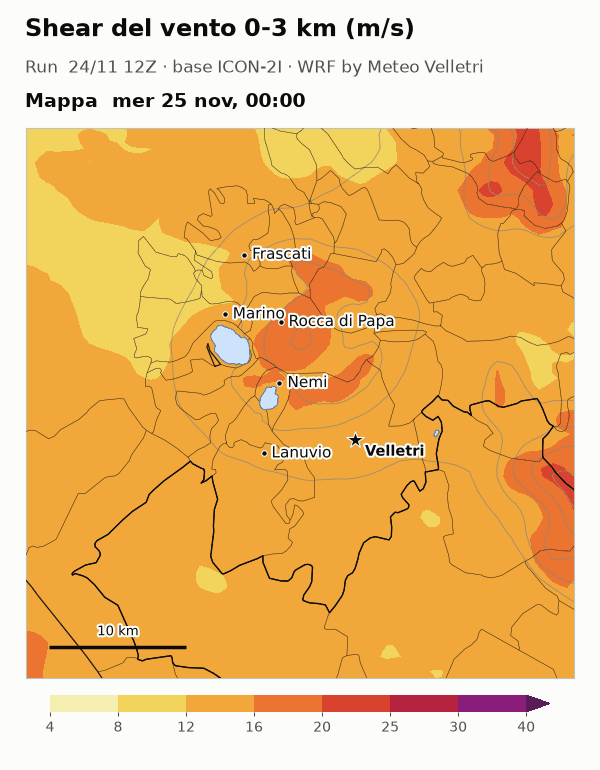 Shear del vento 0-3 km (m/s)
Run  24/11 12Z · base ICON-2I · WRF by Meteo Velletri
Mappa  mer 25 nov, 00:00
Frascati
Marino
Rocca di Papa
Nemi
Velletri
Lanuvio
10 km
4 8 12 16 20 25 30 40